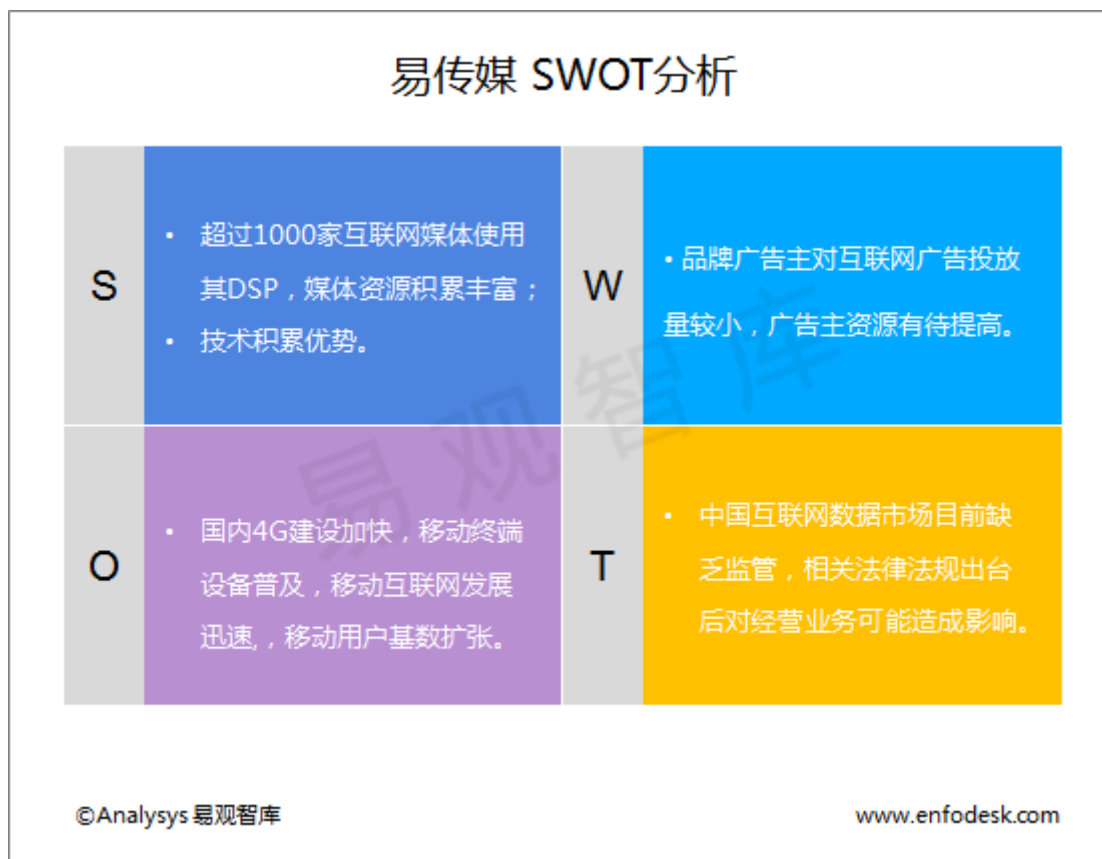 易传媒 SWOT分析
S
• 超过1000家互联网媒体使用
其DSP，媒体资源积累丰富；
• 技术积累优势。
W
• 品牌广告主对互联网广告投放
量较小，广告主资源有待提高。
O
• 国内4G建设加快，移动终端
设备普及，移动互联网发展
迅速,，移动用户基数扩张。
T
• 中国互联网数据市场目前缺
乏监管，相关法律法规出台
后对经营业务可能造成影响。
易观智库
©Analysys 易观智库
www.enfodesk.com